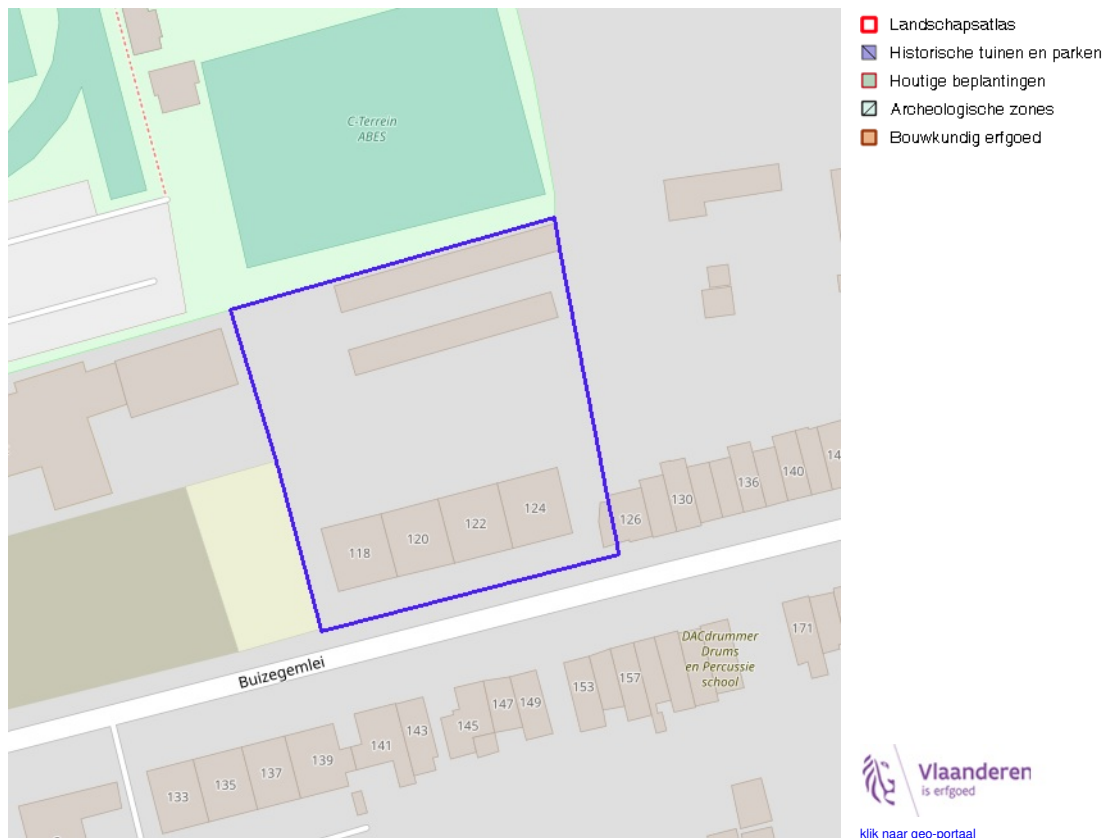 C-Terrein
ABES
118
120
122
124
126
130
136
140
14
Buizegemlei
DACdrummer
Drums
en Percussie
school
133
135
137
139
141
143
145
147
149
153
157
171
Landschapsatlas
Historische tuinen en parken
Houtige beplantingen
Archeologische zones
Bouwkundig erfgoed
Vlaanderen
is erfgoed
klik naar geo-portaal